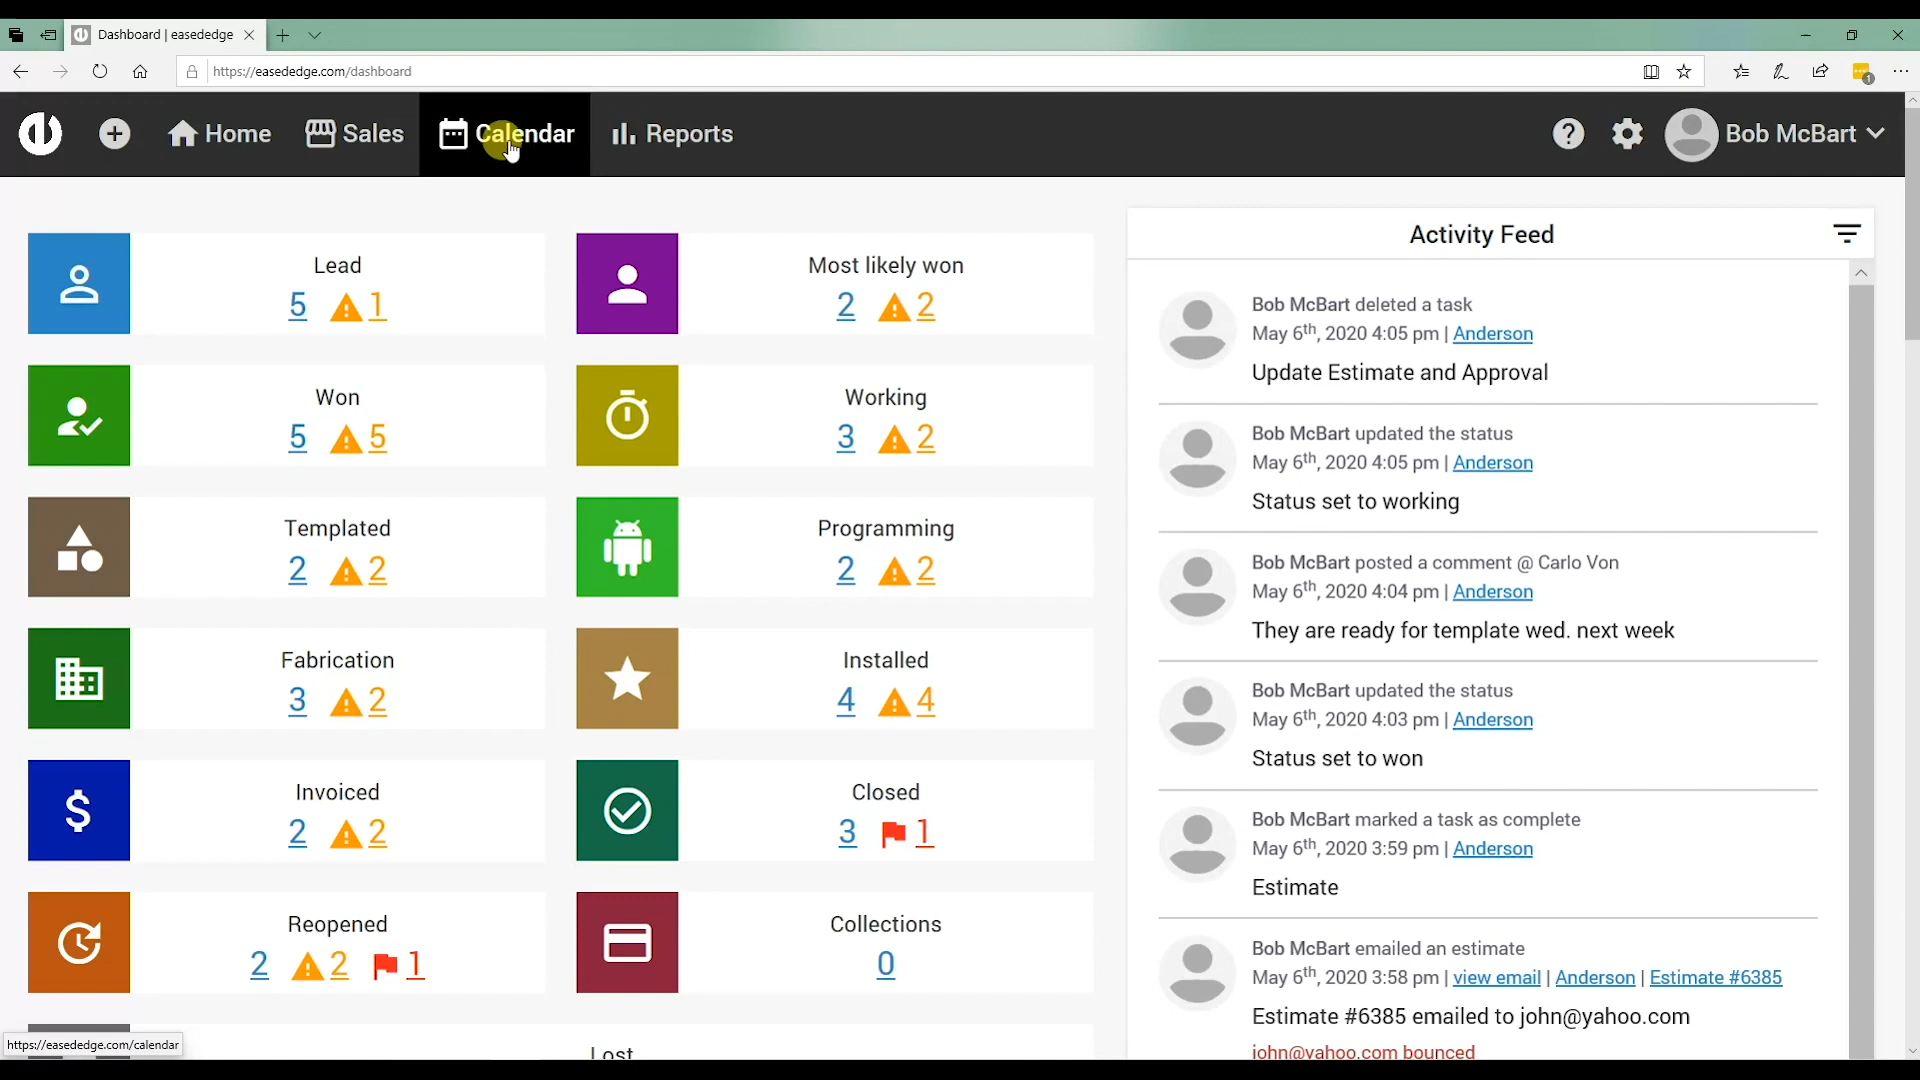 Dashboard | easededge
https://easededge.com/dashboard
1
Home
Sales
Calendar
Reports
Bob McBart
Lead
5 1
Most likely won
2 2
Won
5 5
Working
3 2
Templated
2 2
Programming
2 2
Fabrication
3 2
Installed
4 4
Invoiced
2 2
Closed
3 1
Reopened
2 2 1
Collections
0
Lost
Activity Feed
Bob McBart deleted a task
May 6th, 2020 4:05 pm | Anderson
Update Estimate and Approval
Bob McBart updated the status
May 6th, 2020 4:05 pm | Anderson
Status set to working
Bob McBart posted a comment @ Carlo Von
May 6th, 2020 4:04 pm | Anderson
They are ready for template wed. next week
Bob McBart updated the status
May 6th, 2020 4:03 pm | Anderson
Status set to won
Bob McBart marked a task as complete
May 6th, 2020 3:59 pm | Anderson
Estimate
Bob McBart emailed an estimate
May 6th, 2020 3:58 pm | view email | Anderson | Estimate #6385
Estimate #6385 emailed to john@yahoo.com
john@yahoo.com bounced
https://easededge.com/calendar